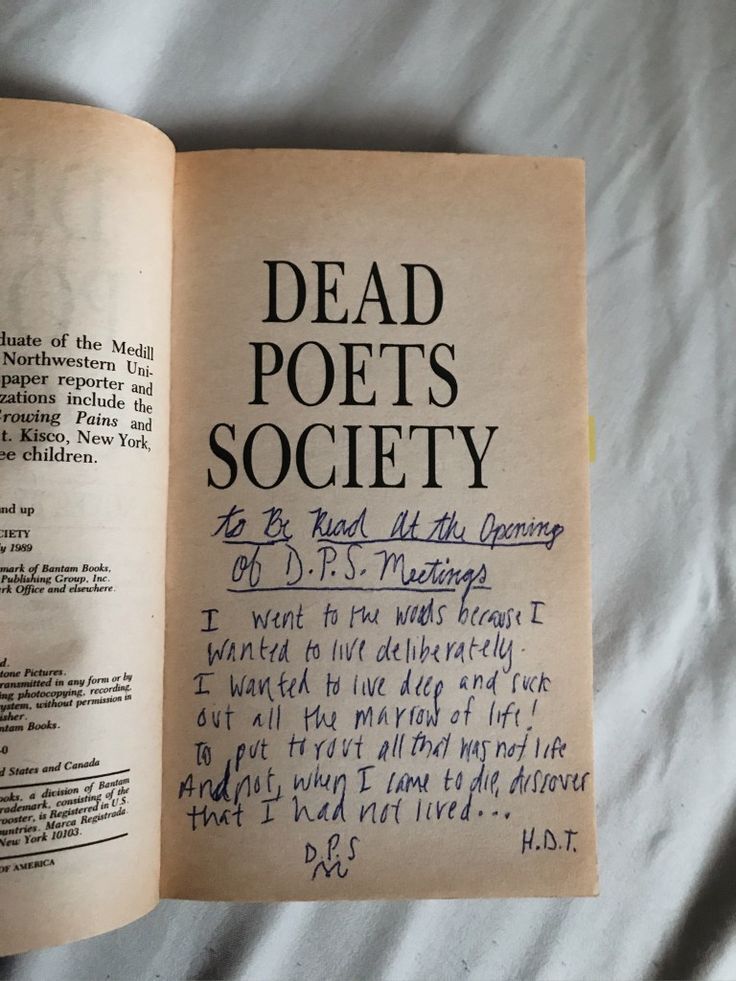 duate of the Medill
Northwestern Uni-
paper reporter and
zations include the
Growing Pains and
t. Kisco, New York,
ee children.
nd up
CIETY
y 1989
mark of Bantam Books,
Publishing Group, Inc.
rk Office and elsewhere.
d.
tone Pictures.
ransmitted in any form or by
ing photocopying, recording,
ystem, without permission in
isher.
ntam Books.
-0
d States and Canada
ooks, a division of Bantam
rademark, consisting of the
rooster, is Registered in U.S.
ountries. Marca Registrada.
New York 10103.
OF AMERICA
DEAD
POETS
SOCIETY
to Be Read At the Opening
of D.P.S. Meetings
I went to the woods because I
wanted to live deliberately.
I wanted to live deep and suck
out all the marrow of life!
To put to rout all that was not life
And not, when I came to die, discover
that I had not lived...
D.P.S
H.D.T.